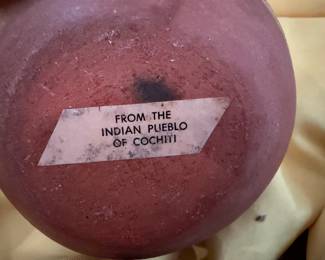 FROM THE
INDIAN PUEBLO
OF COCHITI